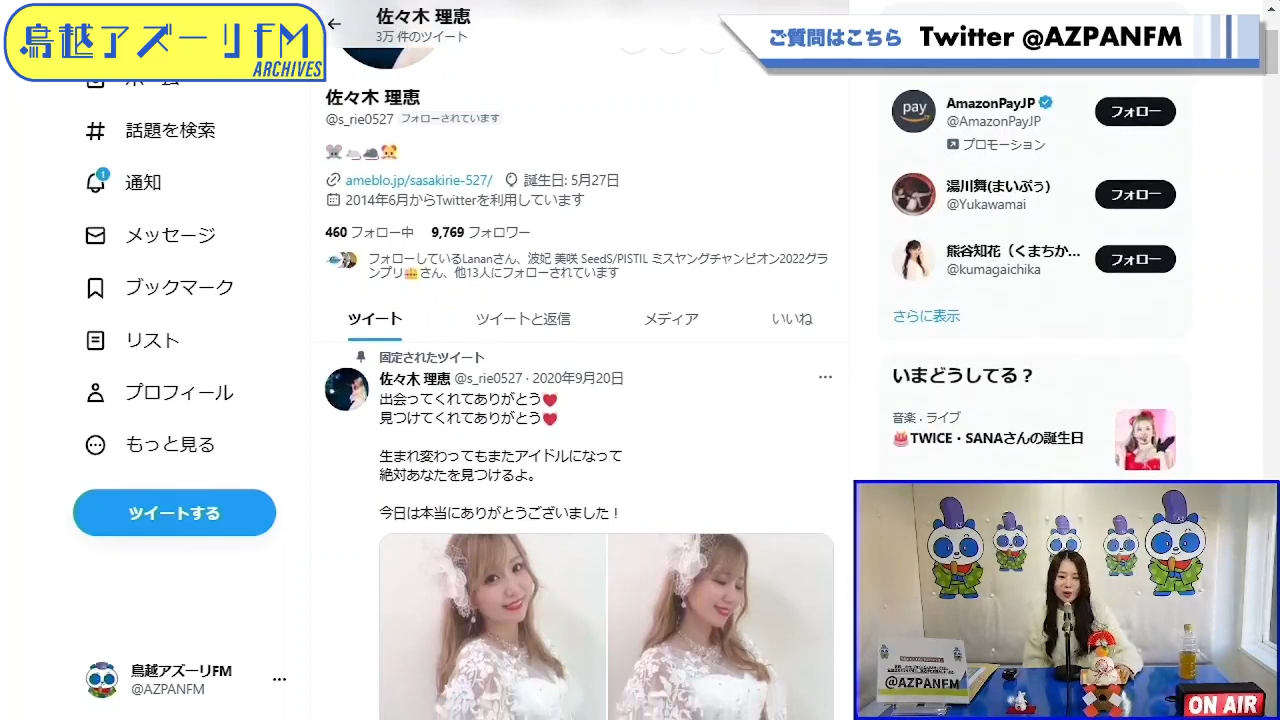 鳥越アズーリFM
ARCHIVES
佐々木 理恵
3万 件のツイート
ご質問はこちら Twitter @AZPANFM
ホーム
話題を検索
1
通知
メッセージ
ブックマーク
リスト
プロフィール
もっと見る
ツイートする
鳥越アズーリFM
@AZPANFM
佐々木 理恵
@s_rie0527 フォローされています
ameblo.jp/sasakirie-527/ 誕生日: 5月27日
2014年6月からTwitterを利用しています
460 フォロー中 9,769 フォロワー
フォローしているLananさん、波妃 美咲 SeedS/PISTIL ミスヤングチャンピオン2022グラ
ンプリ👑さん、他13人にフォローされています
ツイート ツイートと返信 メディア いいね
固定されたツイート
佐々木 理恵 @s_rie0527 · 2020年9月20日
出会ってくれてありがとう❤
見つけてくれてありがとう❤
生まれ変わってもまたアイドルになって
絶対あなたを見つけるよ。
今日は本当にありがとうございました！
pay
AmazonPayJP
@AmazonPayJP
フォロー
プロモーション
湯川舞(まいぷぅ)
@Yukawamai
フォロー
熊谷知花（くまちか...
@kumagaichika
フォロー
さらに表示
いまどうしてる？
音楽 · ライブ
🎂TWICE・SANAさんの誕生日
@AZPANFM
ON AIR